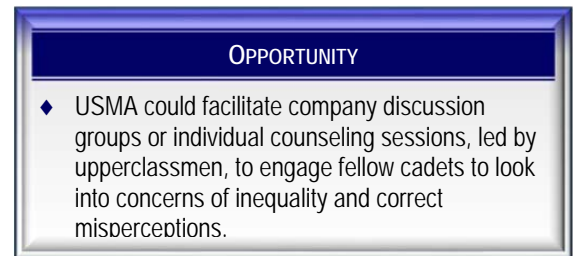 OPPORTUNITY
♦ USMA could facilitate company discussion
groups or individual counseling sessions, led by
upperclassmen, to engage fellow cadets to look
into concerns of inequality and correct
misperceptions.